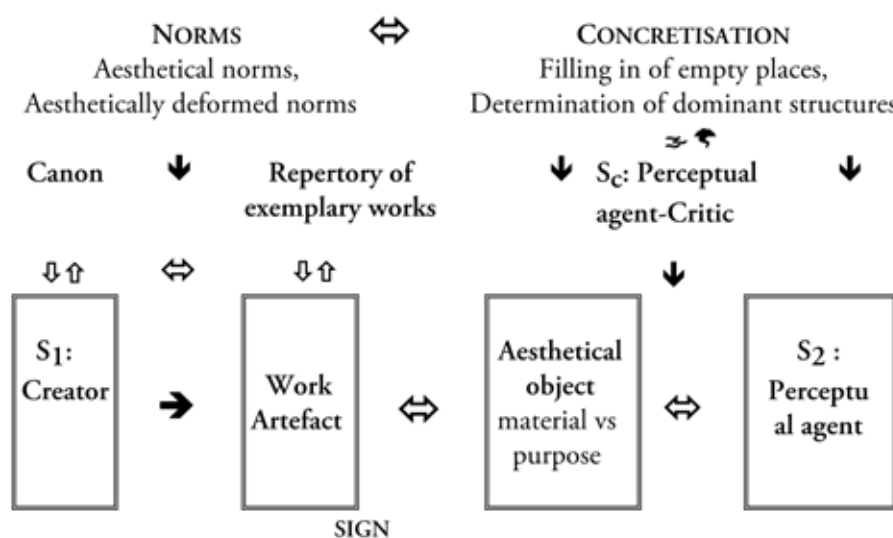 NORMS
Aesthetical norms,
Aesthetically deformed norms
CONCRETISATION
Filling in of empty places,
Determination of dominant structures
Canon
Repertory of
exemplary works
Sc: Perceptual
agent-Critic
S1:
Creator
Work
Artefact
Aesthetical
object
material vs
purpose
S2 :
Perceptu
al agent
SIGN